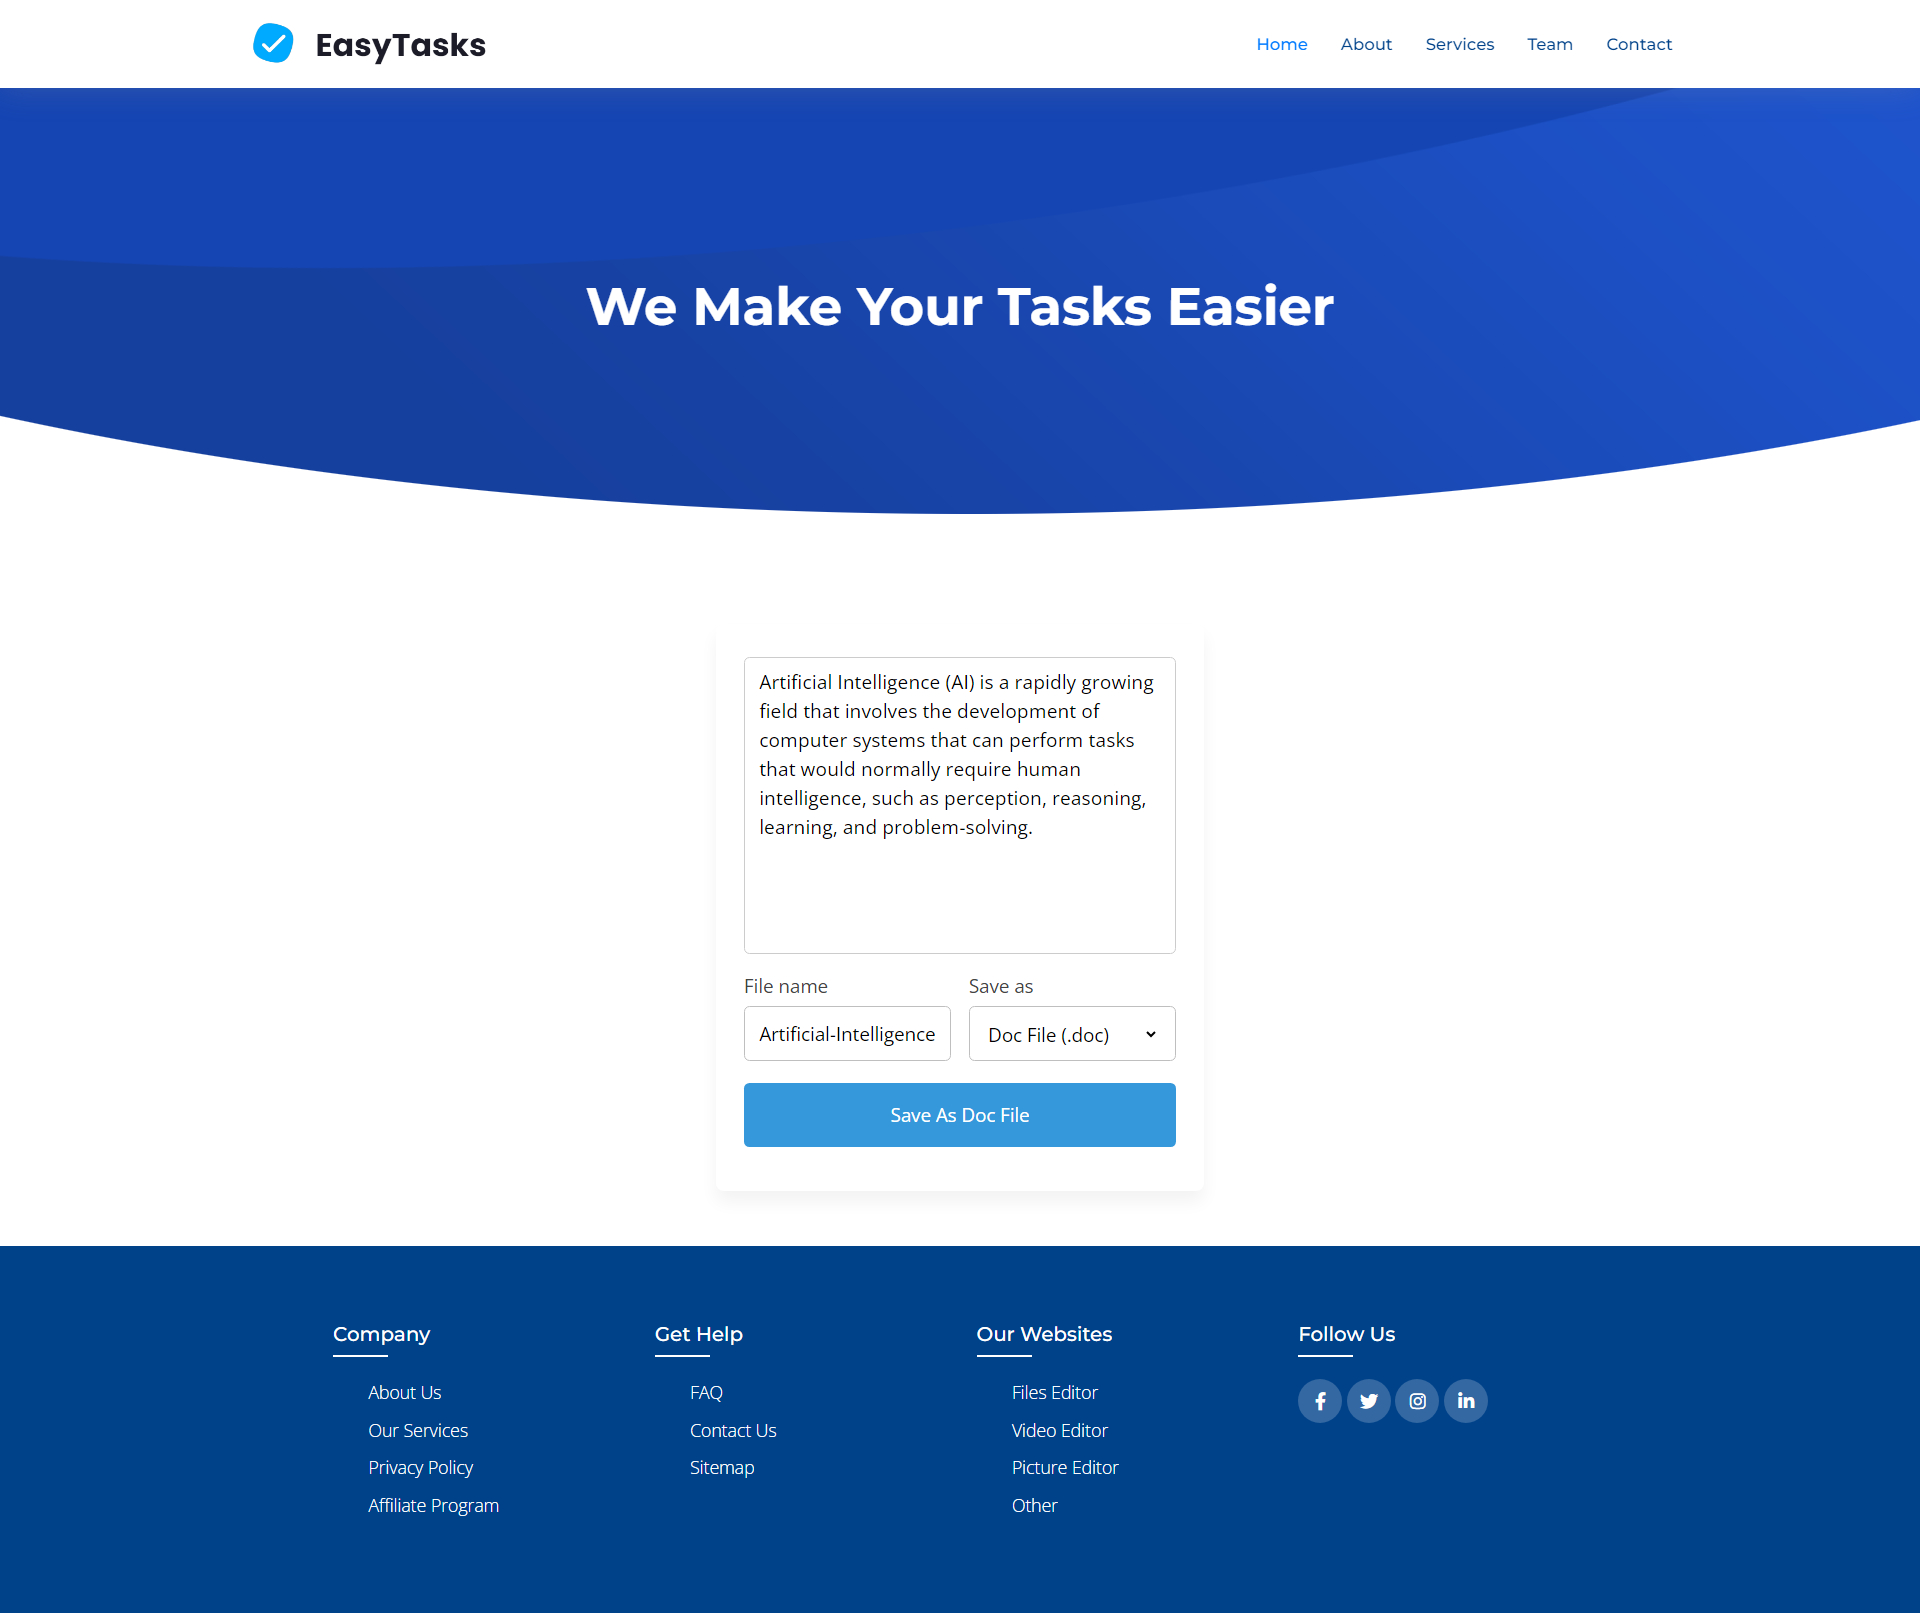 EasyTasks
Home About Services Team Contact
We Make Your Tasks Easier
Artificial Intelligence (AI) is a rapidly growing
field that involves the development of
computer systems that can perform tasks
that would normally require human
intelligence, such as perception, reasoning,
learning, and problem-solving.
File name
Save as
Artificial-Intelligence
Doc File (.doc)
Save As Doc File
Company
About Us
Our Services
Privacy Policy
Affiliate Program
Get Help
FAQ
Contact Us
Sitemap
Our Websites
Files Editor
Video Editor
Picture Editor
Other
Follow Us